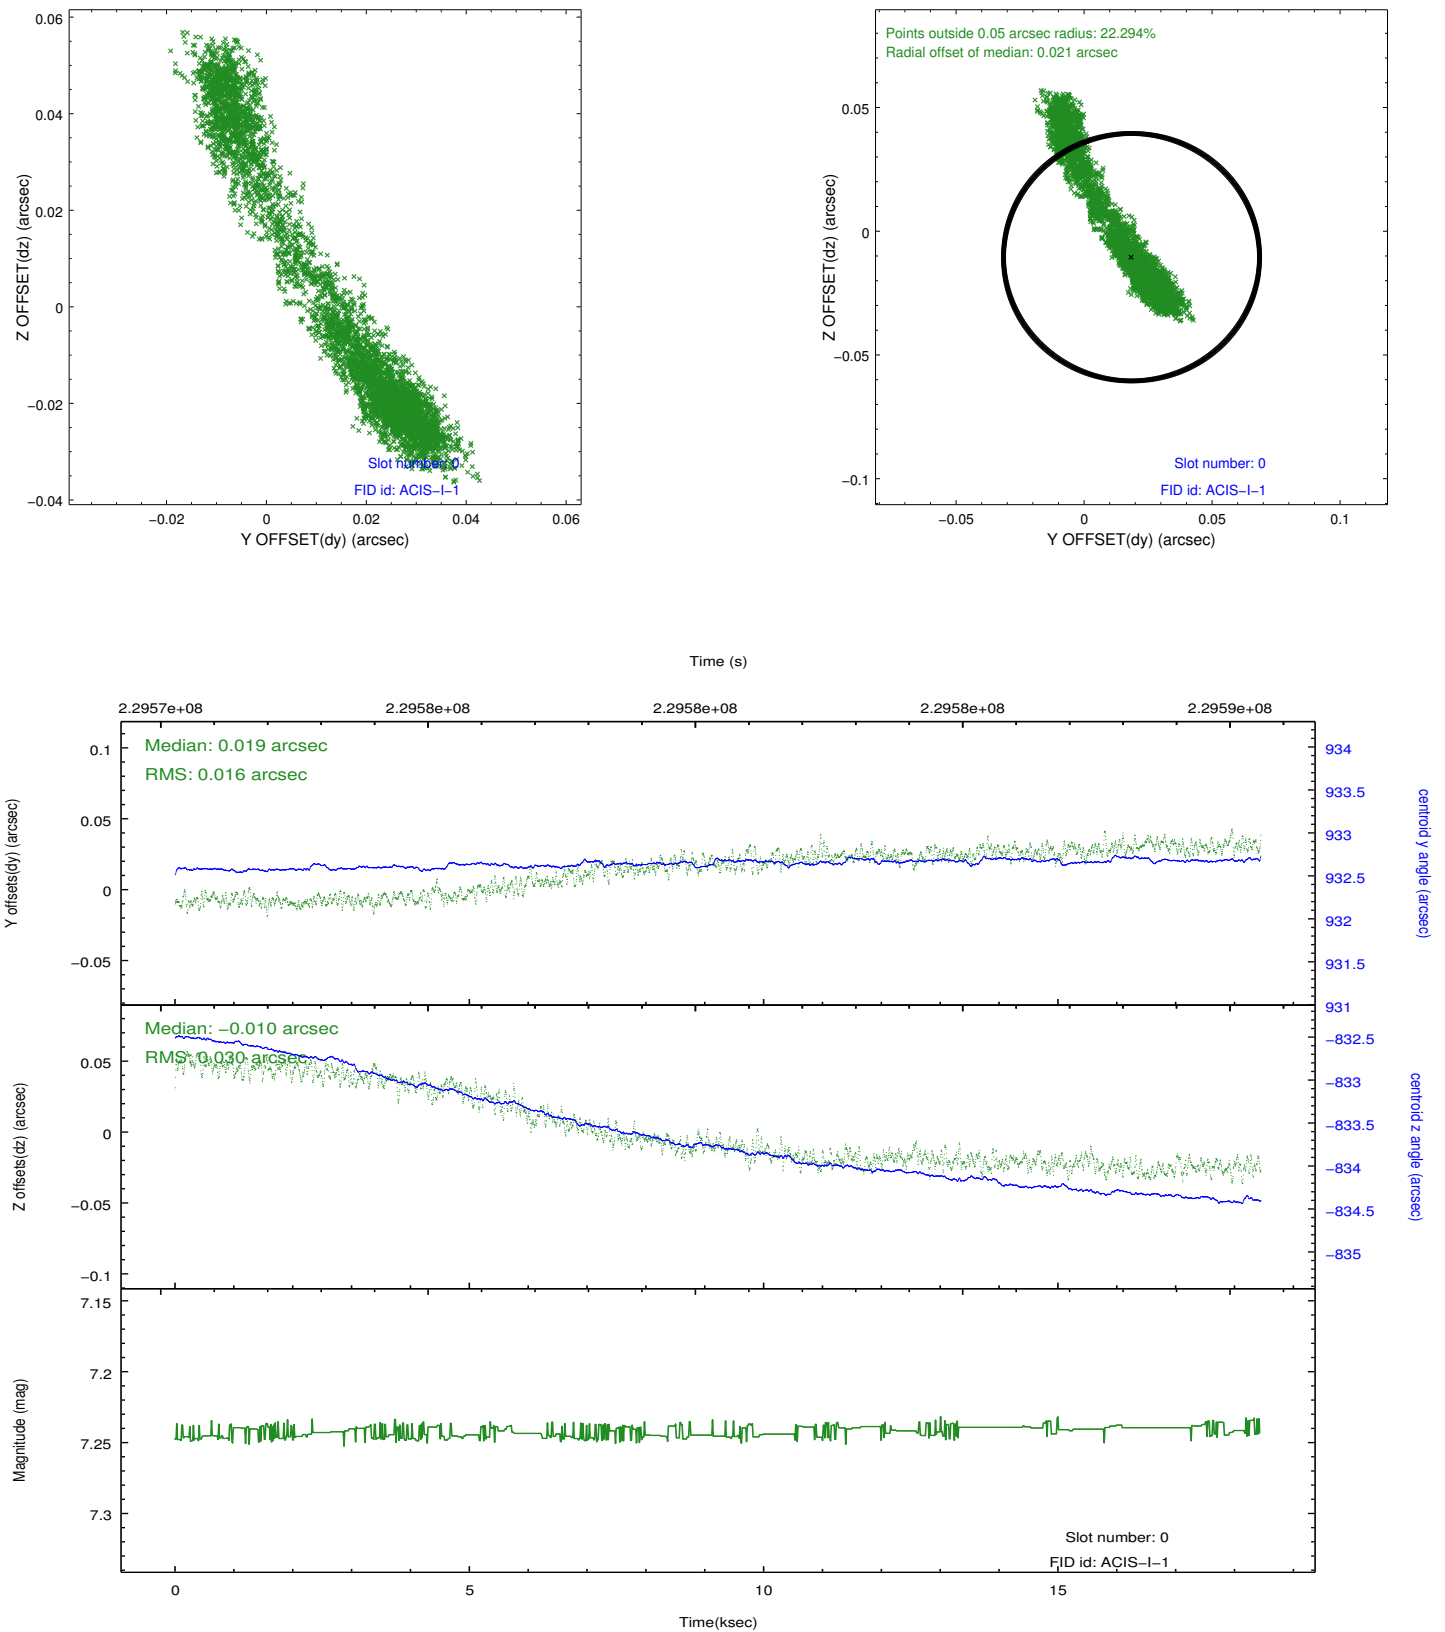 0.06
0.04
0.02
0
−0.02
−0.04
Z OFFSET(dz) (arcsec)
Slot number: 0
FID id: ACIS−I−1
−0.02 0 0.02 0.04 0.06
Y OFFSET(dy) (arcsec)
Points outside 0.05 arcsec radius: 22.294%
Radial offset of median: 0.021 arcsec
0.05
0
−0.05
−0.1
Z OFFSET(dz) (arcsec)
Slot number: 0
FID id: ACIS−I−1
−0.05 0 0.05 0.1
Y OFFSET(dy) (arcsec)
Time (s)
2.2957e+08 2.2958e+08 2.2958e+08 2.2958e+08 2.2959e+08
Median: 0.019 arcsec
RMS: 0.016 arcsec
0.1
0.05
0
−0.05
Y offsets(dy) (arcsec)
934
933.5
933
932.5
932
931.5
931
centroid y angle (arcsec)
Median: −0.010 arcsec
RMS: 0.030 arcsec
0.05
0
−0.05
−0.1
Z offsets(dz) (arcsec)
−832.5
−833
−833.5
−834
−834.5
−835
centroid z angle (arcsec)
7.15
7.2
7.25
7.3
Magnitude (mag)
Slot number: 0
FID id: ACIS−I−1
0 5 10 15
Time(ksec)